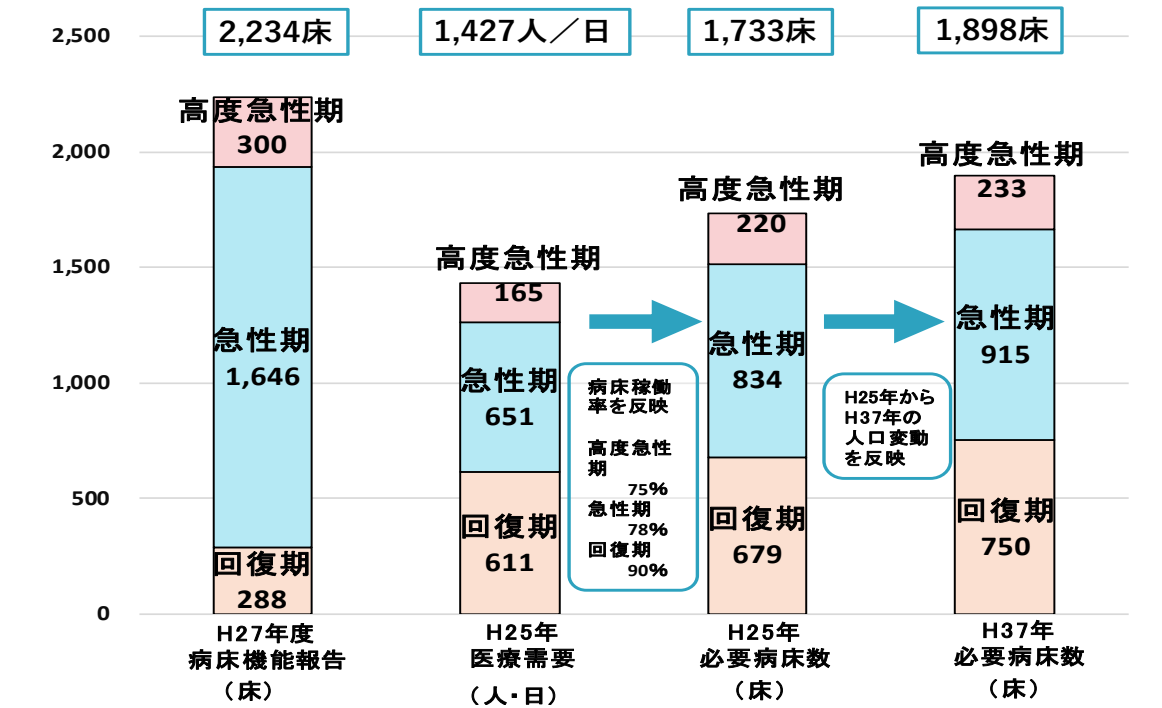 2,234床
1,427人／日
1,733床
1,898床
2,500
2,000
1,500
1,000
500
0
高度急性期
300
急性期
1,646
回復期
288
高度急性期
165
急性期
651
回復期
611
病床稼働
率を反映
高度急性
期
75%
急性期
78%
回復期
90%
高度急性期
220
急性期
834
回復期
679
H25年から
H37年の
人口変動
を反映
高度急性期
233
急性期
915
回復期
750
H27年度
病床機能報告
（床）
H25年
医療需要
（人・日）
H25年
必要病床数
（床）
H37年
必要病床数
（床）